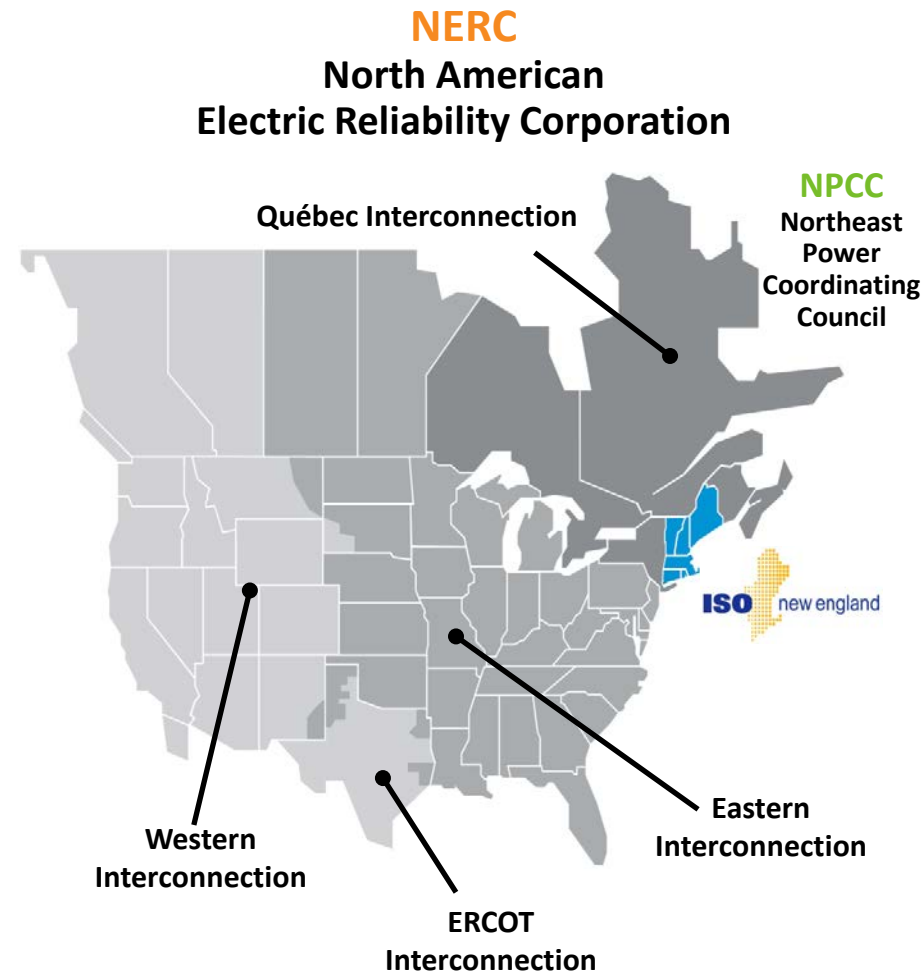 NERC
North American
Electric Reliability Corporation
NPCC
Northeast
Power
Coordinating
Council
Québec Interconnection
ISO new england
Western
Interconnection
Eastern
Interconnection
ERCOT
Interconnection